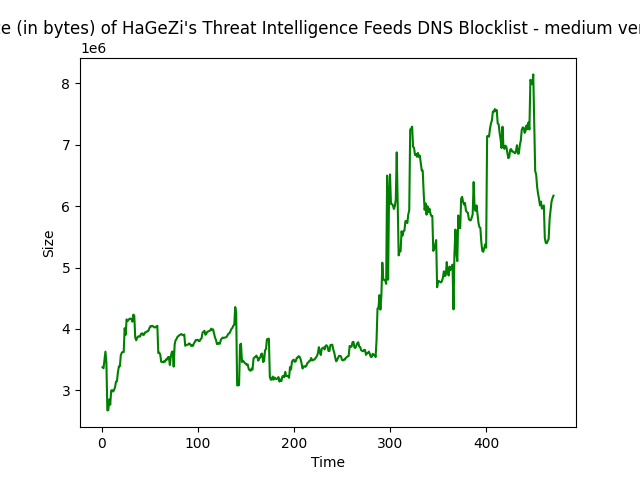 (in bytes) of HaGeZi's Threat Intelligence Feeds DNS Blocklist - medium
1e6
8
7
6
5
4
3
Size
0 100 200 300 400
Time